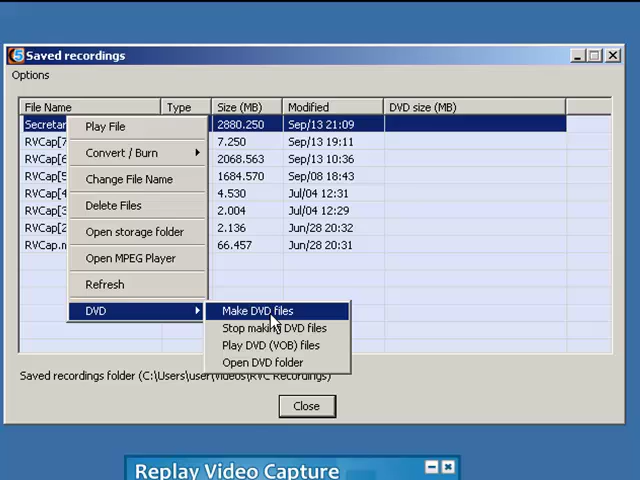 Saved recordings
Options
File Name Type Size (MB) Modified DVD size (MB)
Secretar 2880.250 Sep/13 21:09
RVCap[7 7.250 Sep/13 19:11
RVCap[6 2068.563 Sep/13 10:36
RVCap[5 1684.570 Sep/08 18:43
RVCap[4 4.530 Jul/04 12:31
RVCap[3 2.004 Jul/04 12:29
RVCap[2 2.136 Jun/28 20:32
RVCap.n 66.457 Jun/28 20:31
Play File
Convert / Burn
Change File Name
Delete Files
Open storage folder
Open MPEG Player
Refresh
DVD
Make DVD files
Stop making DVD files
Play DVD (VOB) files
Open DVD folder
Saved recordings folder (C:\Users\user\Videos\RVC Recordings)
Close
Replay Video Capture